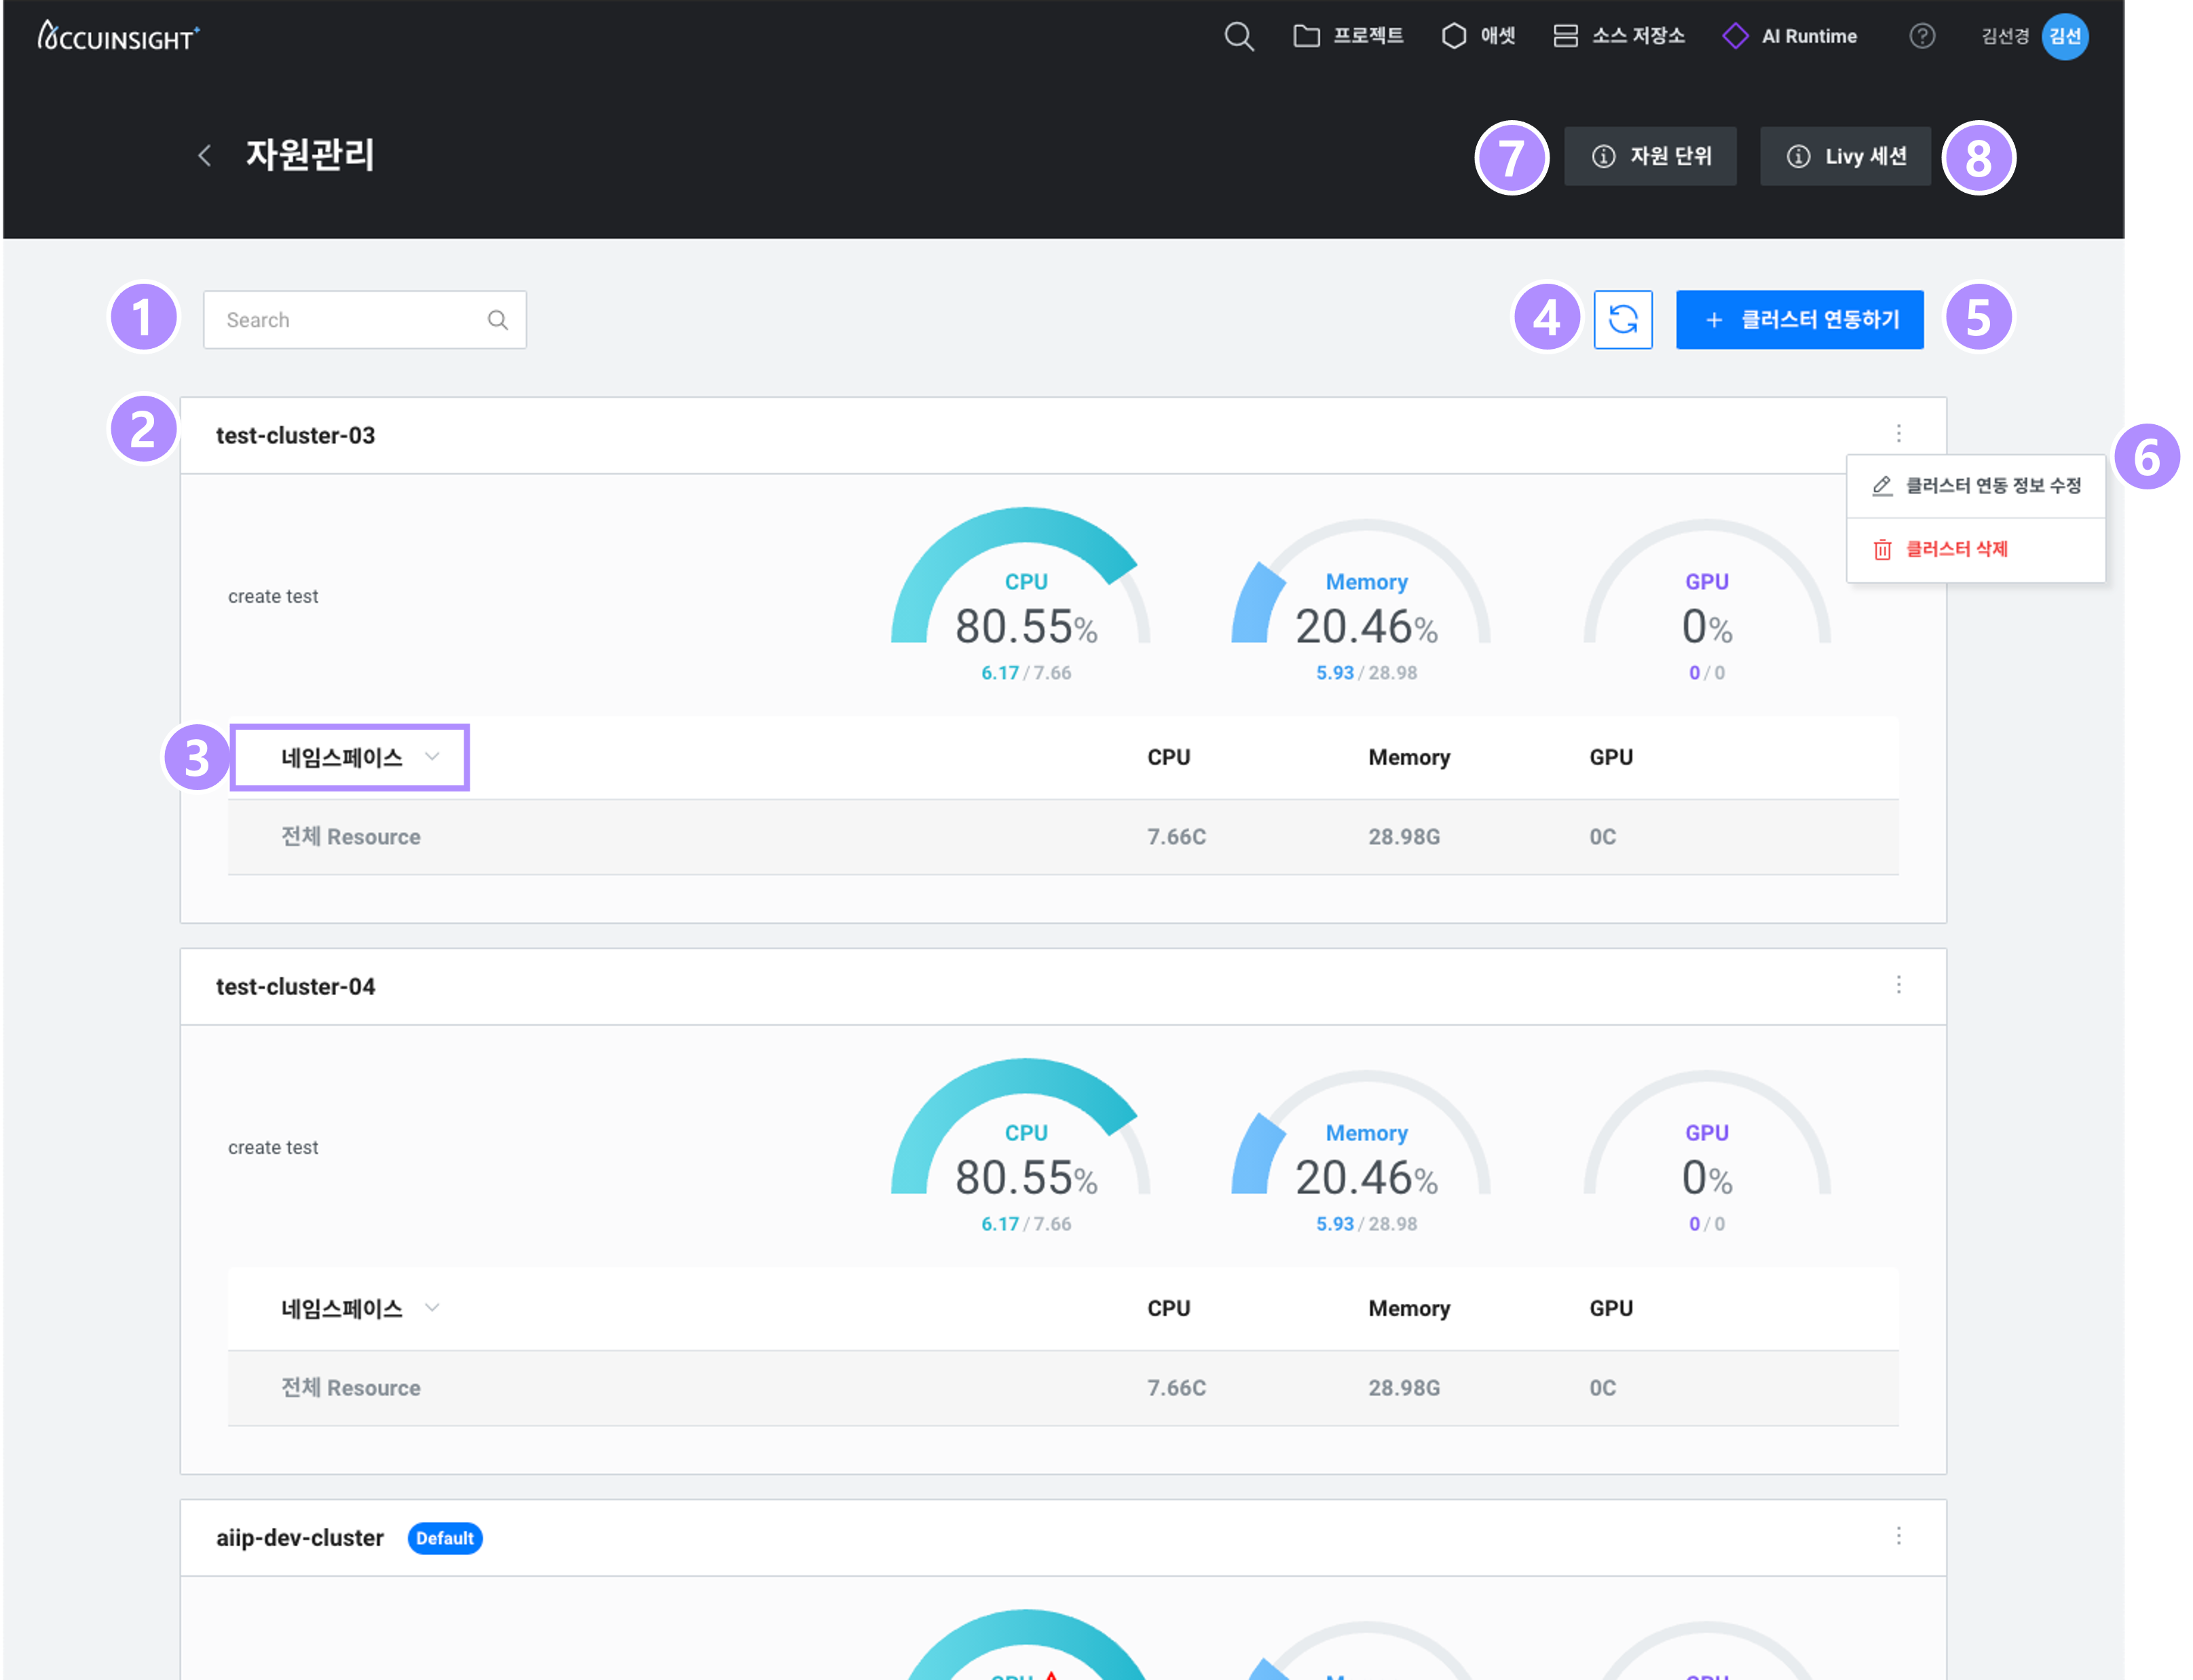 ACCUINSIGHT+
프로젝트
애셋
소스 저장소
AI Runtime
?
김선경
김선
자원관리
7
자원 단위
Livy 세션
8
1
Search
4
+ 클러스터 연동하기
5
2
test-cluster-03
6
클러스터 연동 정보 수정
클러스터 삭제
create test
CPU
80.55%
6.17 / 7.66
Memory
20.46%
5.93 / 28.98
GPU
0%
0 / 0
3
네임스페이스 CPU Memory GPU
전체 Resource 7.66C 28.98G 0C
test-cluster-04
create test
CPU
80.55%
6.17 / 7.66
Memory
20.46%
5.93 / 28.98
GPU
0%
0 / 0
네임스페이스 CPU Memory GPU
전체 Resource 7.66C 28.98G 0C
aiip-dev-cluster Default